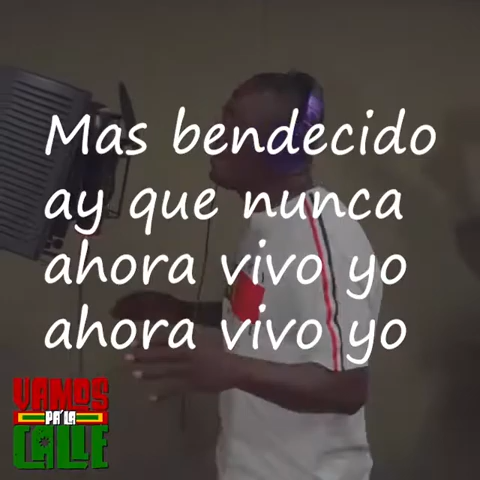 Mas bendecido
ay que nunca
ahora vivo yo
ahora vivo yo
VAMOS
PA'LA
CALLE